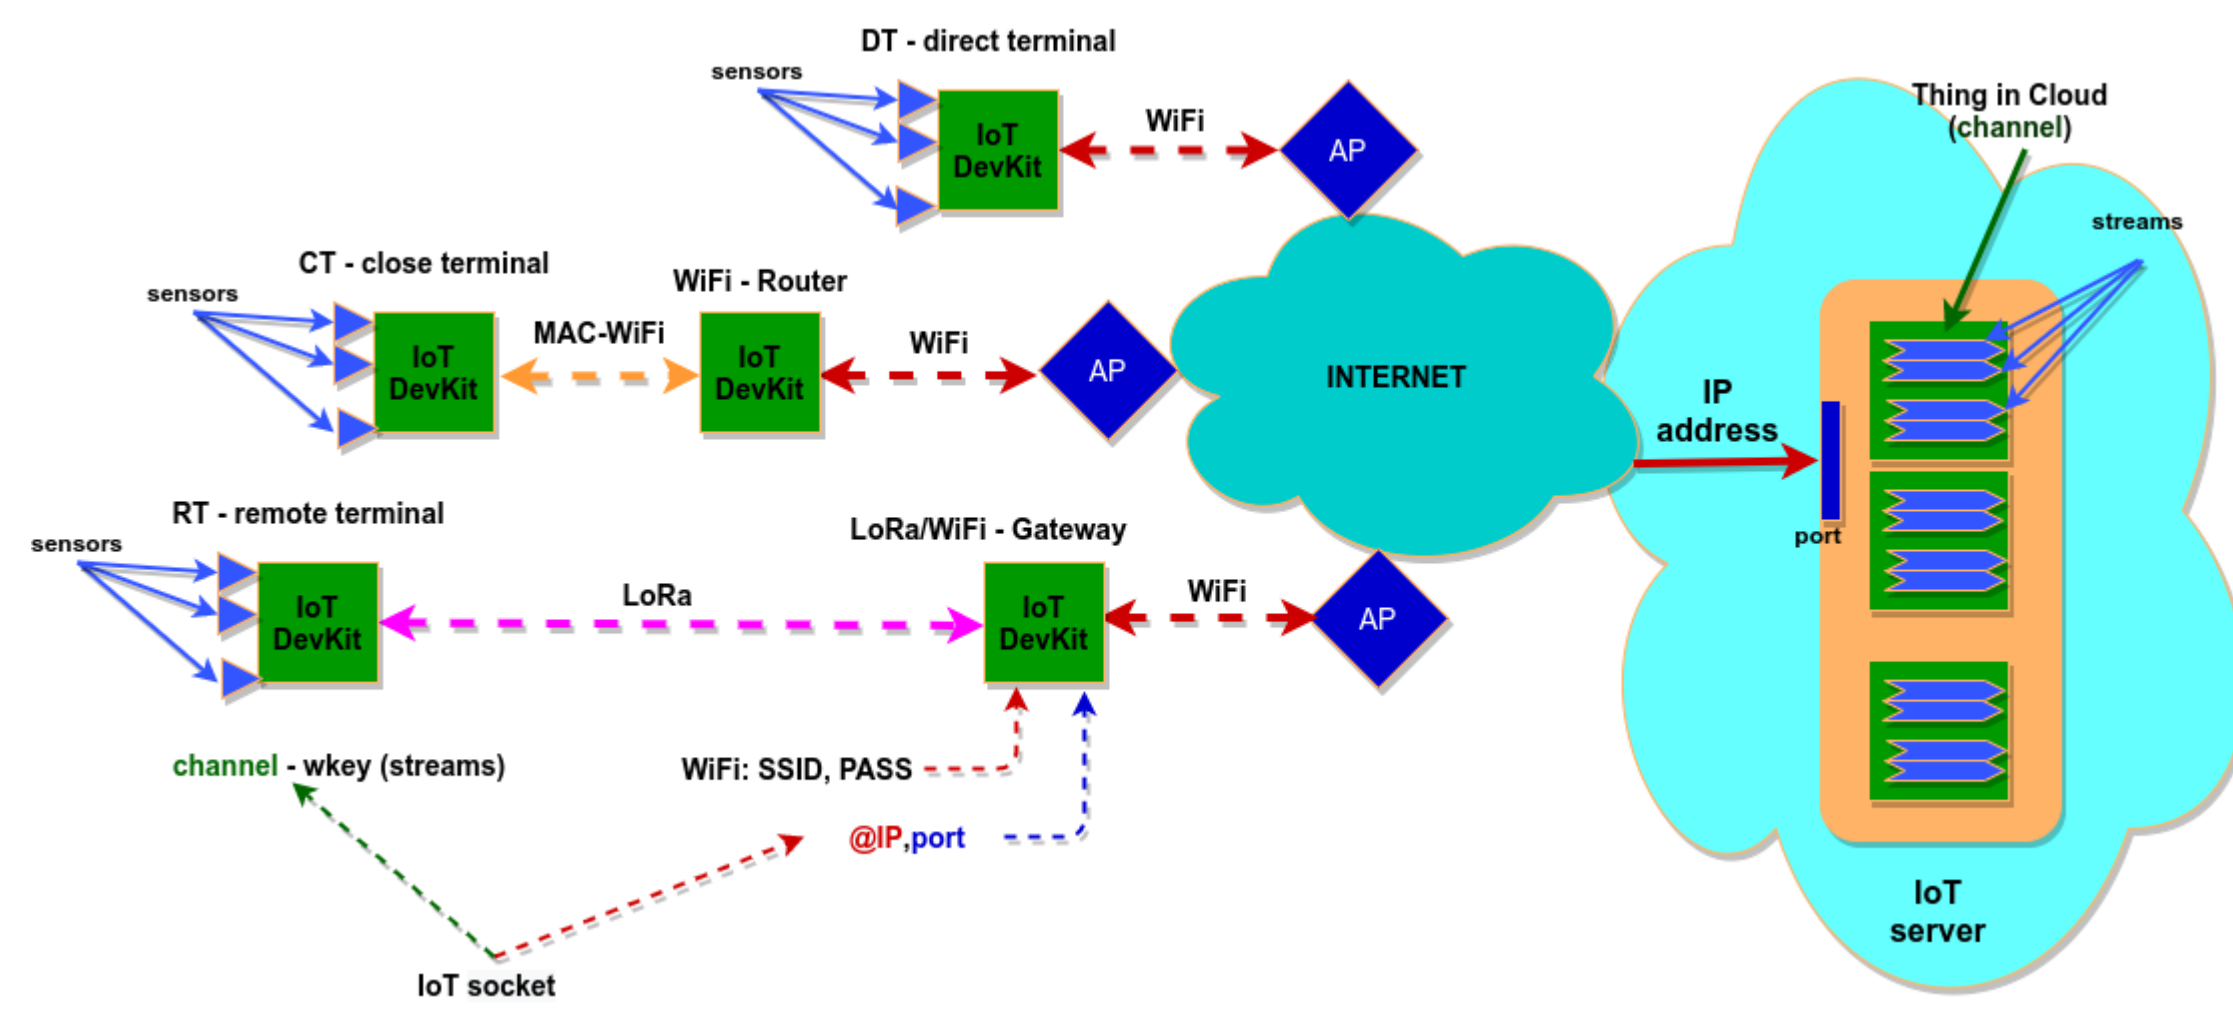 DT - direct terminal
sensors
IoT
DevKit
WiFi
AP
Thing in Cloud
(channel)
streams
CT - close terminal
sensors
IoT
DevKit
MAC-WiFi
WiFi - Router
IoT
DevKit
WiFi
AP
INTERNET
IP
address
port
RT - remote terminal
sensors
IoT
DevKit
LoRa
LoRa/WiFi - Gateway
IoT
DevKit
WiFi
AP
channel - wkey (streams)
WiFi: SSID, PASS
@IP,port
IoT socket
IoT
server